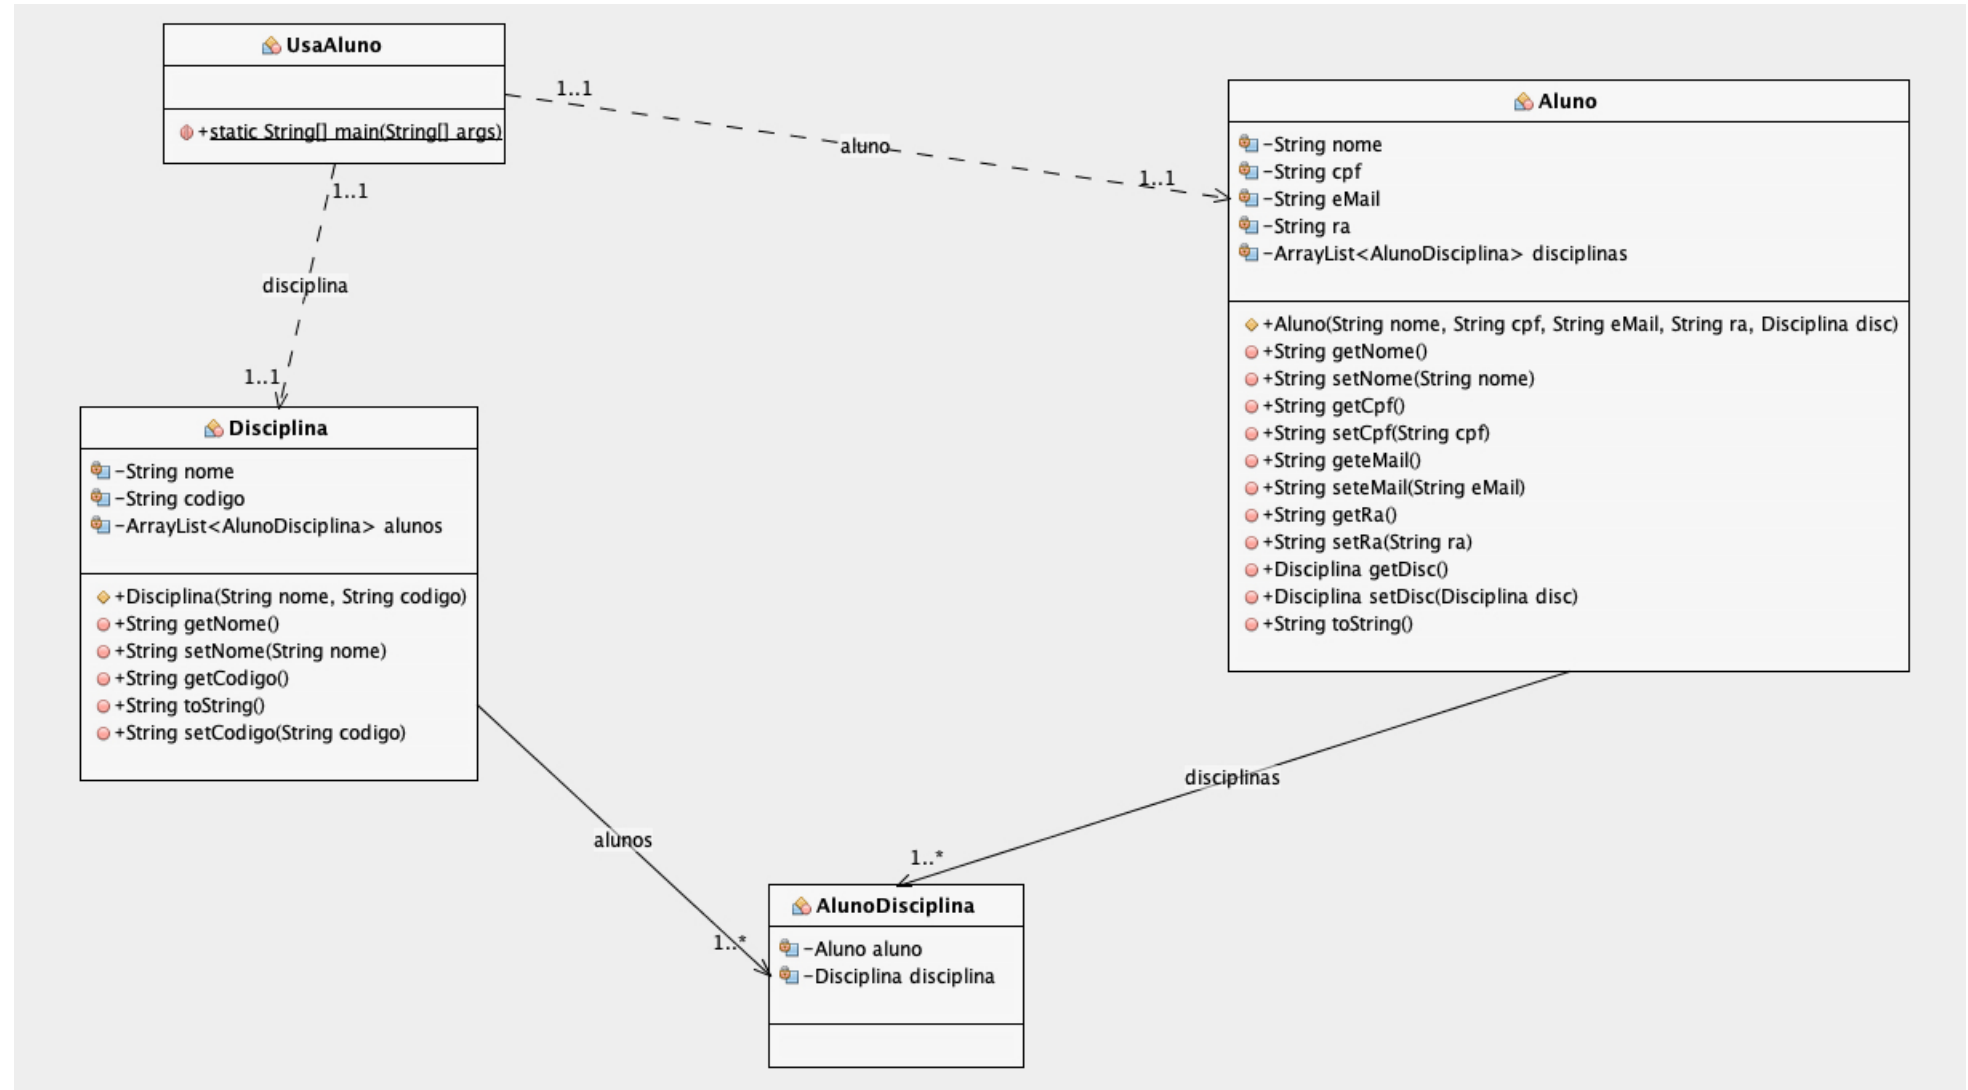 UsaAluno
+static String[] main(String[] args)
1..1
aluno
1..1
1..1
disciplina
1..1
Aluno
-String nome
-String cpf
-String eMail
-String ra
-ArrayList<AlunoDisciplina> disciplinas
+Aluno(String nome, String cpf, String eMail, String ra, Disciplina disc)
+String getNome()
+String setNome(String nome)
+String getCpf()
+String setCpf(String cpf)
+String geteMail()
+String seteMail(String eMail)
+String getRa()
+String setRa(String ra)
+Disciplina getDisc()
+Disciplina setDisc(Disciplina disc)
+String toString()
Disciplina
-String nome
-String codigo
-ArrayList<AlunoDisciplina> alunos
+Disciplina(String nome, String codigo)
+String getNome()
+String setNome(String nome)
+String getCodigo()
+String toString()
+String setCodigo(String codigo)
disciplinas
1..*
alunos
1..*
AlunoDisciplina
-Aluno aluno
-Disciplina disciplina